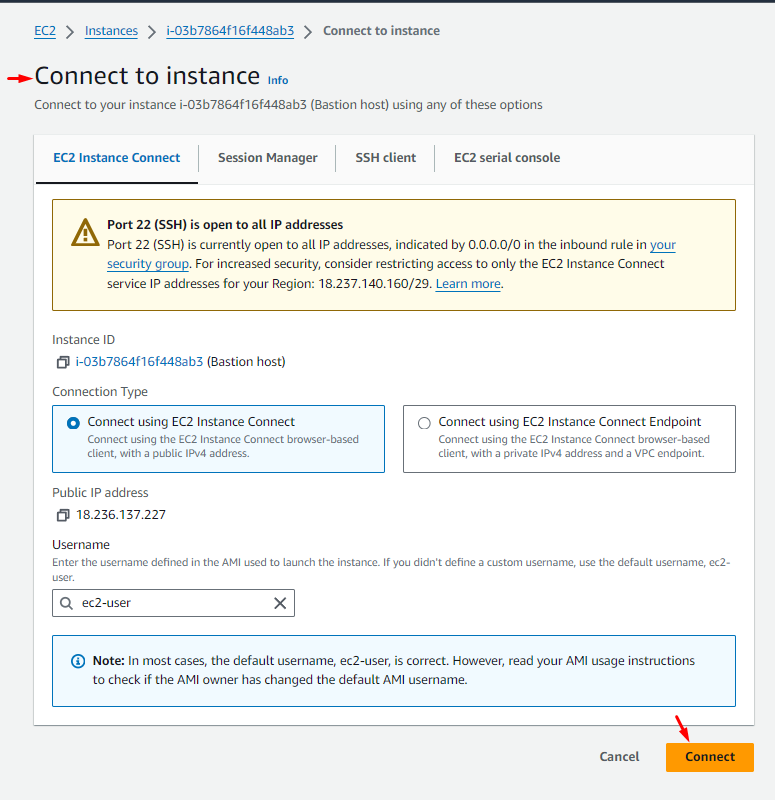 EC2 > Instances > i-03b7864f16f448ab3 > Connect to instance
Connect to instance Info
Connect to your instance i-03b7864f16f448ab3 (Bastion host) using any of these options
EC2 Instance Connect Session Manager SSH client EC2 serial console
Port 22 (SSH) is open to all IP addresses
Port 22 (SSH) is currently open to all IP addresses, indicated by 0.0.0.0/0 in the inbound rule in your
security group. For increased security, consider restricting access to only the EC2 Instance Connect
service IP addresses for your Region: 18.237.140.160/29. Learn more.
Instance ID
i-03b7864f16f448ab3 (Bastion host)
Connection Type
Connect using EC2 Instance Connect
Connect using the EC2 Instance Connect browser-based
client, with a public IPv4 address.
Connect using EC2 Instance Connect Endpoint
Connect using the EC2 Instance Connect browser-based
client, with a private IPv4 address and a VPC endpoint.
Public IP address
18.236.137.227
Username
Enter the username defined in the AMI used to launch the instance. If you didn't define a custom username, use the default username, ec2-
user.
ec2-user
Note: In most cases, the default username, ec2-user, is correct. However, read your AMI usage instructions
to check if the AMI owner has changed the default AMI username.
Cancel Connect